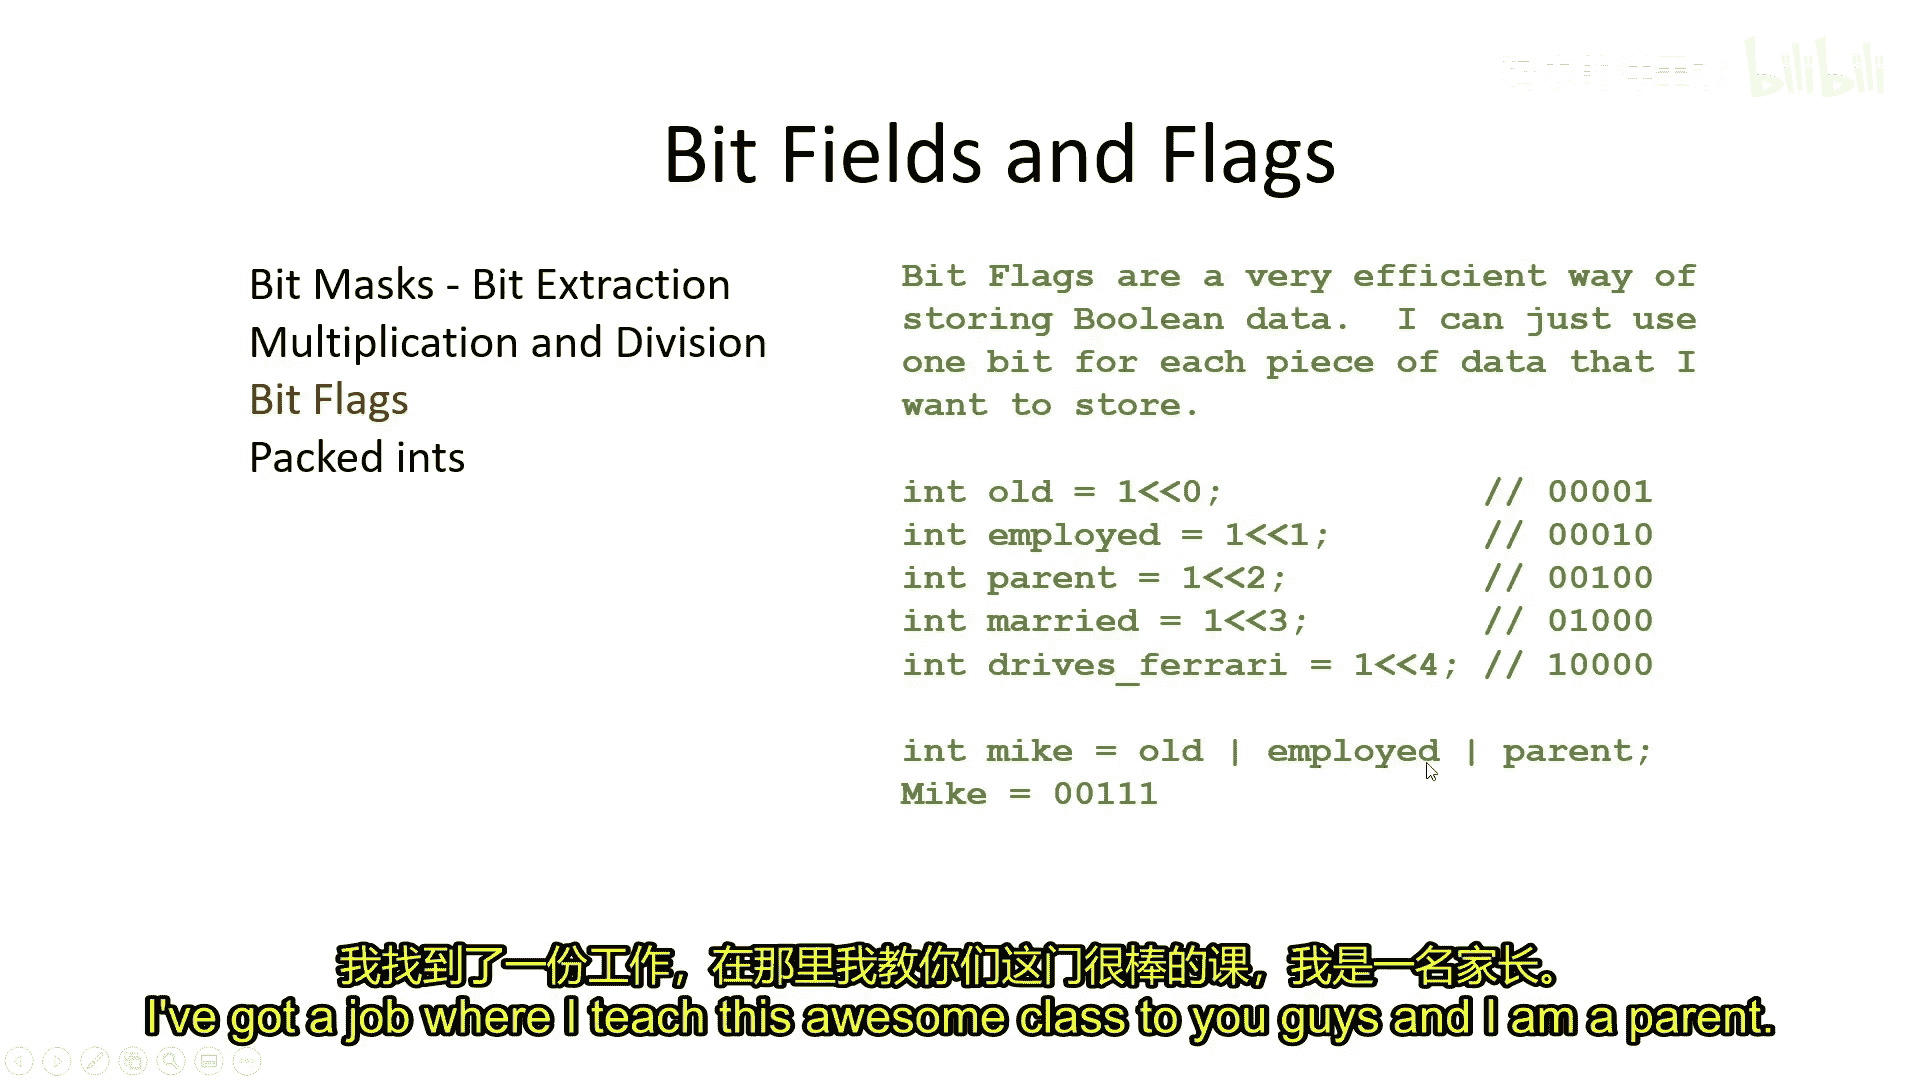 bilibili
Bit Fields and Flags
Bit Masks - Bit Extraction
Multiplication and Division
Bit Flags
Packed ints
Bit Flags are a very efficient way of
storing Boolean data.  I can just use
one bit for each piece of data that I
want to store.
int old = 1<<0; // 00001
int employed = 1<<1; // 00010
int parent = 1<<2; // 00100
int married = 1<<3; // 01000
int drives_ferrari = 1<<4; // 10000
int mike = old | employed | parent;
Mike = 00111
我找到了一份工作，在那里我教你们这门很棒的课，我是一名家长。
I've got a job where I teach this awesome class to you guys and I am a parent.